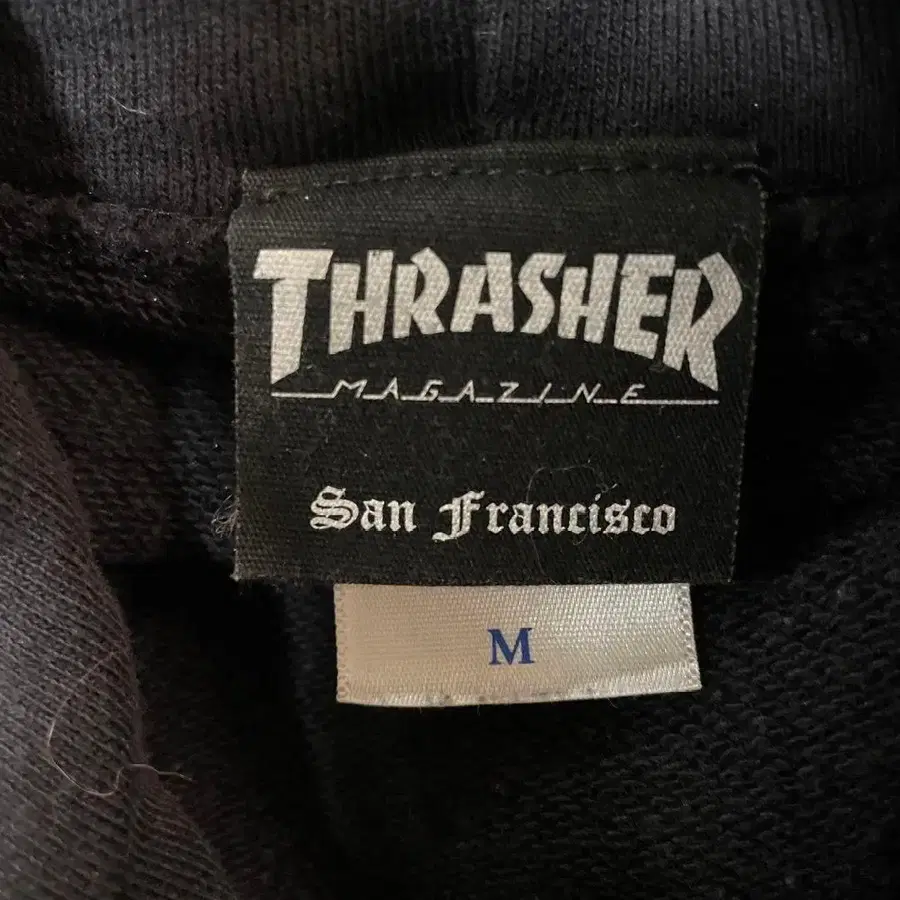 THRASHER
MAGAZINE
San Francisco
M